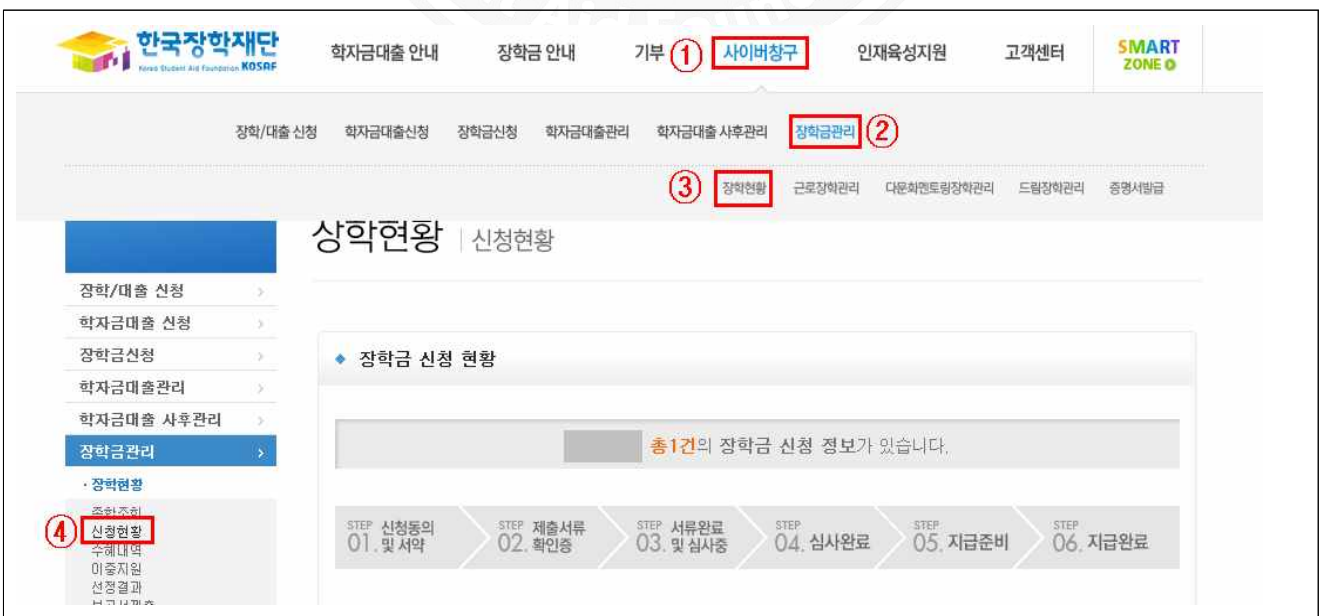 한국장학재단
Korea Student Aid Foundation KOSAF
학자금대출 안내 장학금 안내 기부 ① 사이버창구 인재육성지원 고객센터 SMART ZONE
장학/대출 신청 학자금대출신청 장학금신청 학자금대출관리 학자금대출 사후관리 장학금관리 ②
③ 장학현황 근로장학관리 다문화멘토링장학관리 드림장학관리 증명서발급
장학현황 | 신청현황
장학/대출 신청
학자금대출 신청
장학금신청
학자금대출관리
학자금대출 사후관리
장학금관리
· 장학현황
종합조회
④ 신청현황
수혜내역
이중지원
선정결과
◆ 장학금 신청 현황
총1건의 장학금 신청 정보가 있습니다.
STEP 01. 신청동의 및 서약
STEP 02. 제출서류 확인중
STEP 03. 서류완료 및 심사중
STEP 04. 심사완료
STEP 05. 지급준비
STEP 06. 지급완료